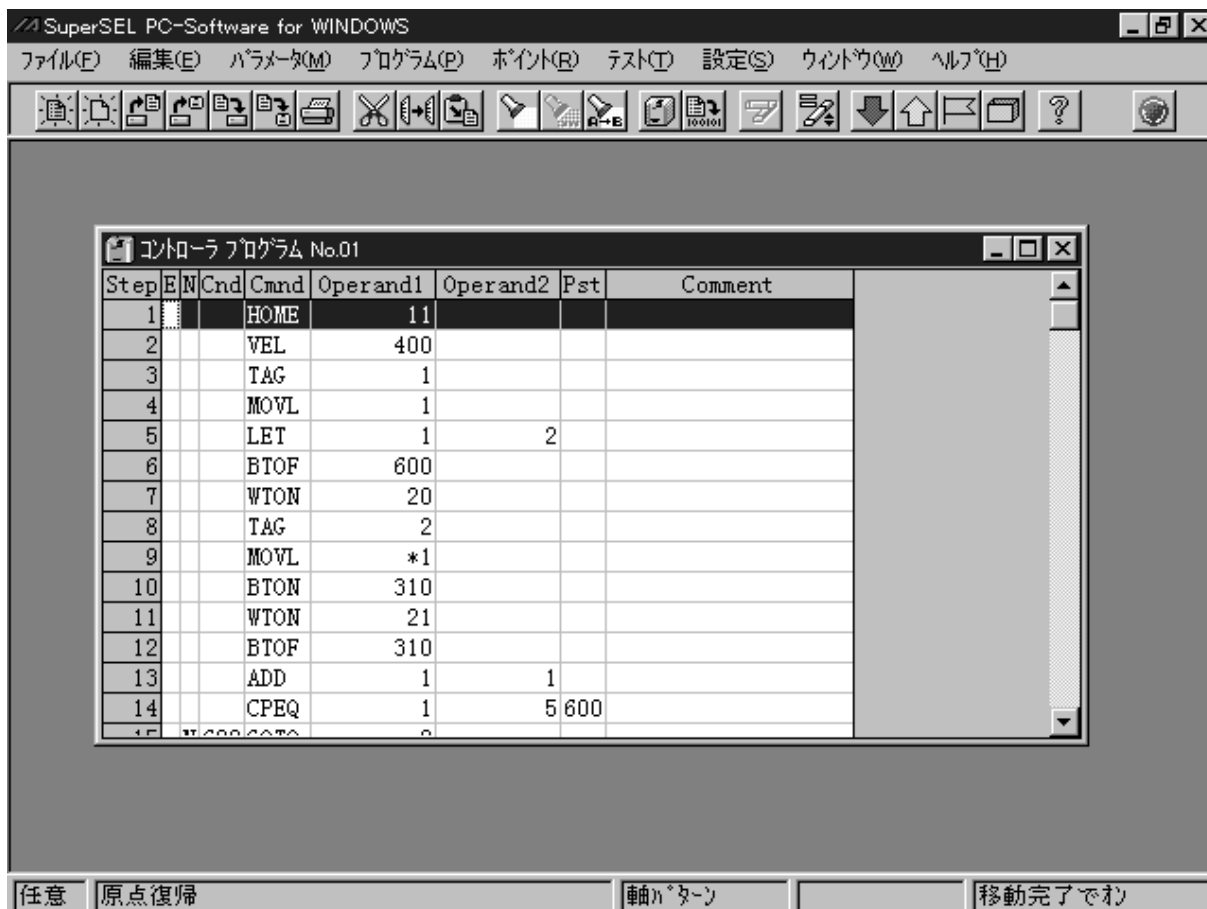 SuperSEL PC-Software for WINDOWS
ファイル(F) 編集(E) パラメータ(M) プログラム(P) ポイント(R) テスト(T) 設定(S) ウィンドウ(W) ヘルプ(H)
コントローラ プログラム No.01
Step E N Cnd Cmnd Operand1 Operand2 Pst Comment
1 HOME 11
2 VEL 400
3 TAG 1
4 MOVL 1
5 LET 1 2
6 BTOF 600
7 WTON 20
8 TAG 2
9 MOVL *1
10 BTON 310
11 WTON 21
12 BTOF 310
13 ADD 1 1
14 CPEQ 1 5 600
任意 原点復帰 軸パターン 移動完了でオン